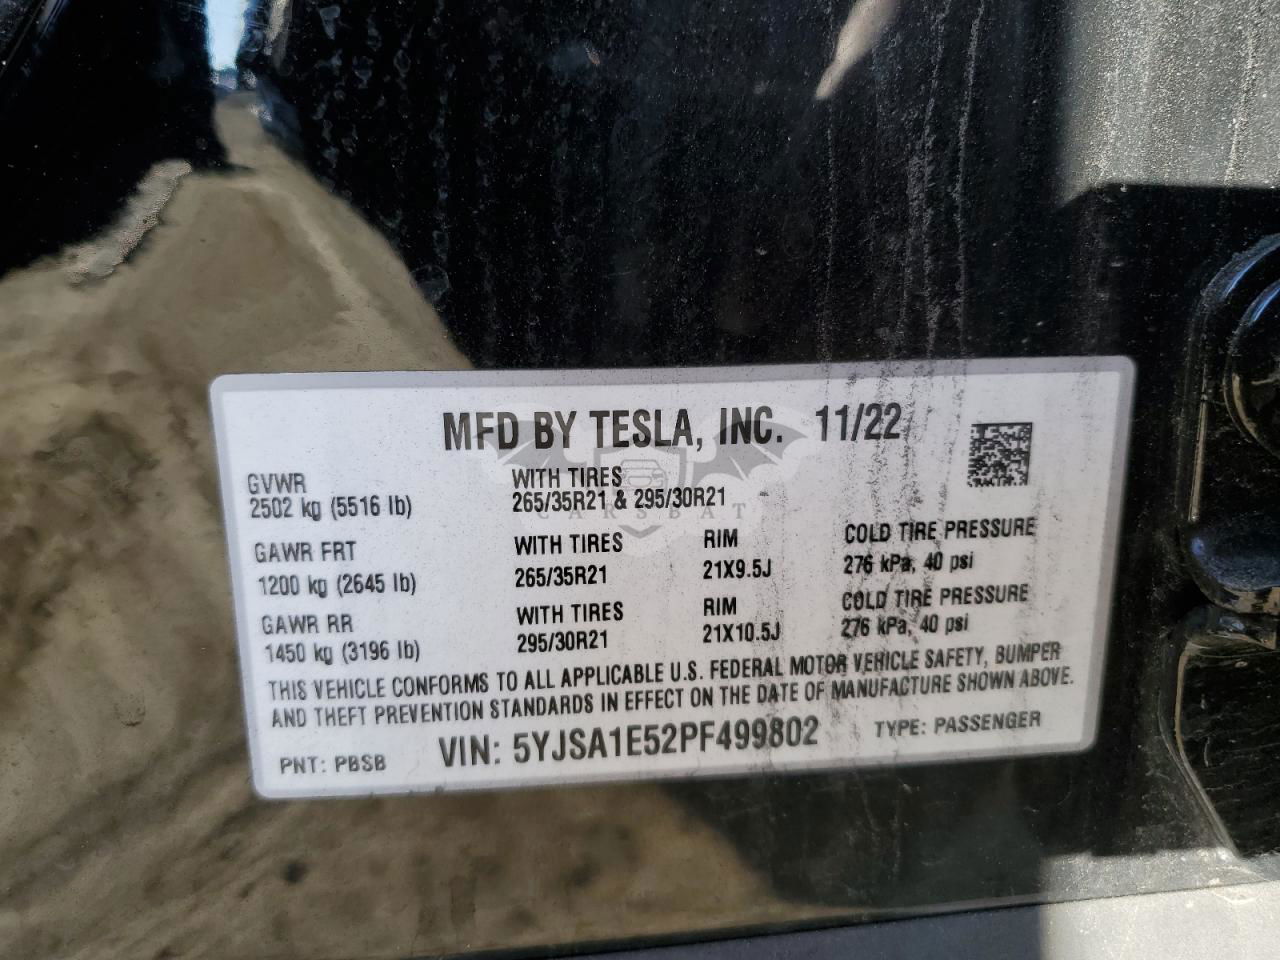 MFD BY TESLA, INC. 11/22
GVWR
2502 kg (5516 lb)
WITH TIRES
265/35R21 & 295/30R21
CARSBAT
GAWR FRT
1200 kg (2645 lb)
WITH TIRES
265/35R21
RIM
21X9.5J
COLD TIRE PRESSURE
276 kPa, 40 psi
GAWR RR
1450 kg (3196 lb)
WITH TIRES
295/30R21
RIM
21X10.5J
COLD TIRE PRESSURE
276 kPa, 40 psi
THIS VEHICLE CONFORMS TO ALL APPLICABLE U.S. FEDERAL MOTOR VEHICLE SAFETY, BUMPER
AND THEFT PREVENTION STANDARDS IN EFFECT ON THE DATE OF MANUFACTURE SHOWN ABOVE.
PNT: PBSB
VIN: 5YJSA1E52PF499802
TYPE: PASSENGER